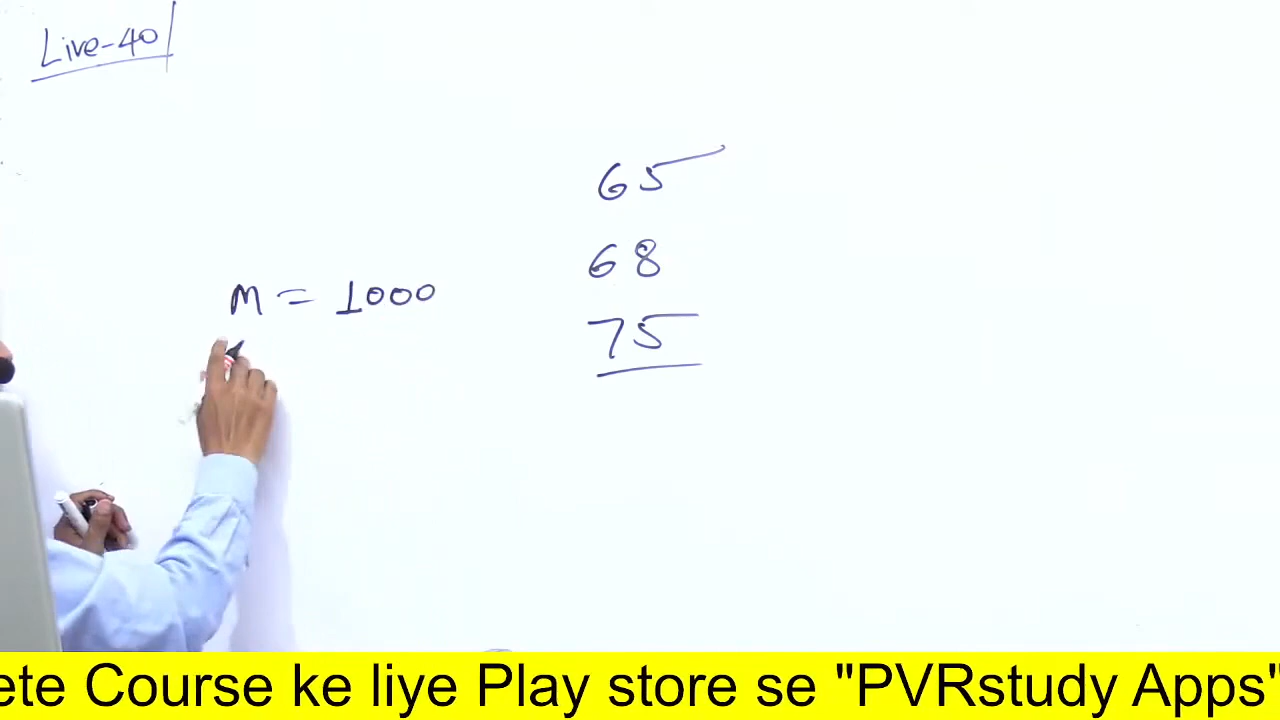 Live-40
65
68
M = 1000
75
ete Course ke liye Play store se "PVRstudy Apps"